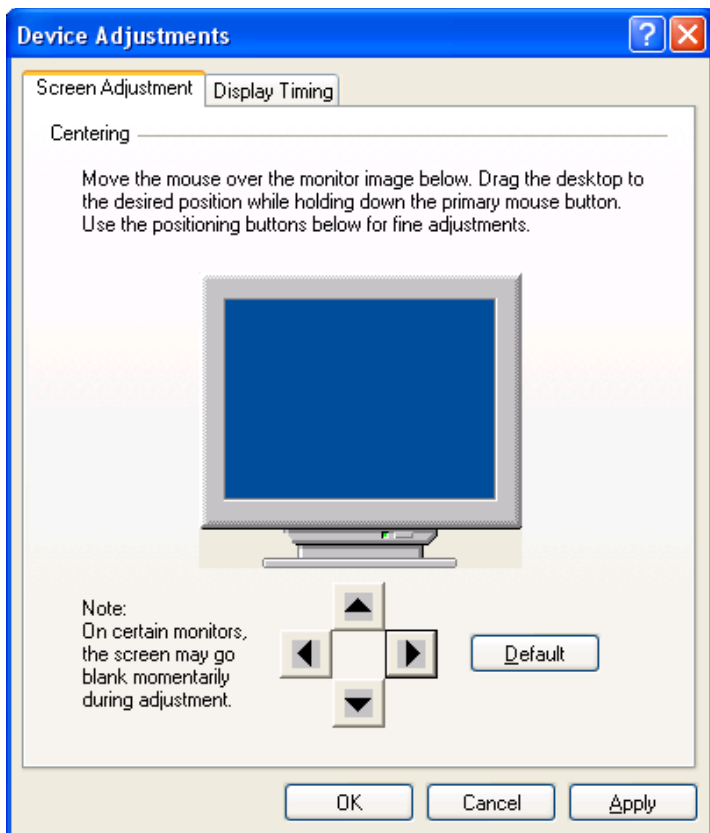 Device Adjustments
Screen Adjustment
Display Timing
Centering
Move the mouse over the monitor image below. Drag the desktop to
the desired position while holding down the primary mouse button.
Use the positioning buttons below for fine adjustments.
Note:
On certain monitors,
the screen may go
blank momentarily
during adjustment.
Default
OK
Cancel
Apply